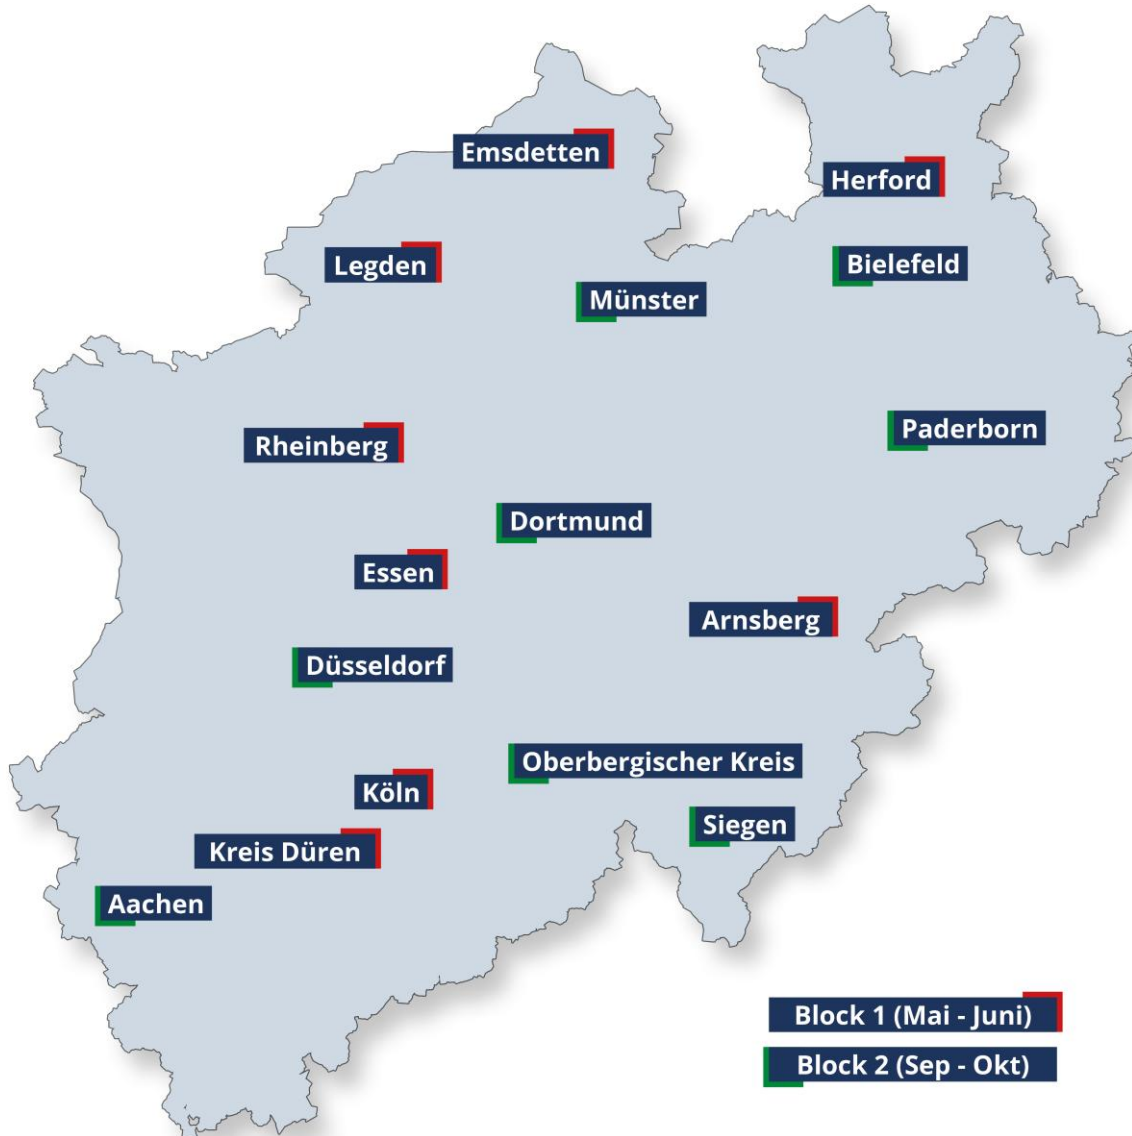 Emsdetten
Herford
Legden
Bielefeld
Münster
Paderborn
Rheinberg
Dortmund
Essen
Arnsberg
Düsseldorf
Oberbergischer Kreis
Köln
Siegen
Kreis Düren
Aachen
Block 1 (Mai - Juni)
Block 2 (Sep - Okt)